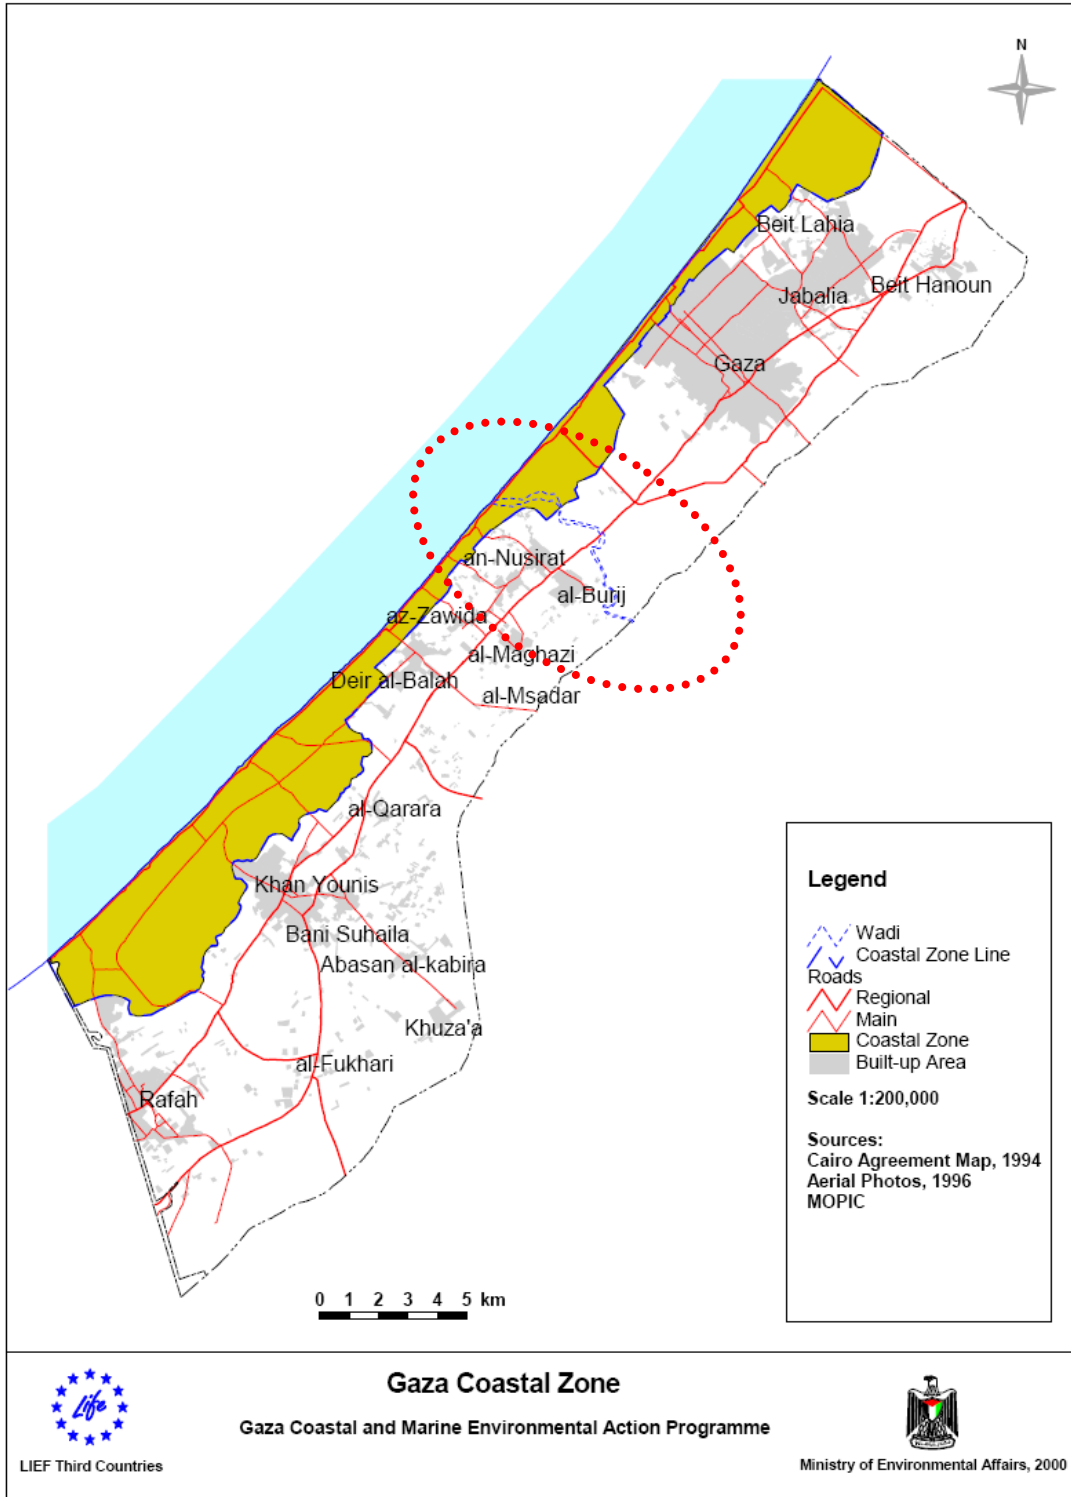 N
Beit Lahia
Beit Hanoun
Jabalia
Gaza
an-Nusirat
al-Burij
az-Zawida
al-Maghazi
Deir al-Balah
al-Msadar
al-Qarara
Khan Younis
Bani Suhaila
Abasan al-kabira
Khuza'a
al-Fukhari
Rafah
Legend
Wadi
Coastal Zone Line
Roads
Regional
Main
Coastal Zone
Built-up Area
Scale 1:200,000
Sources:
Cairo Agreement Map, 1994
Aerial Photos, 1996
MOPIC
0 1 2 3 4 5 km
Gaza Coastal Zone
Gaza Coastal and Marine Environmental Action Programme
Life
LIEF Third Countries
Ministry of Environmental Affairs, 2000